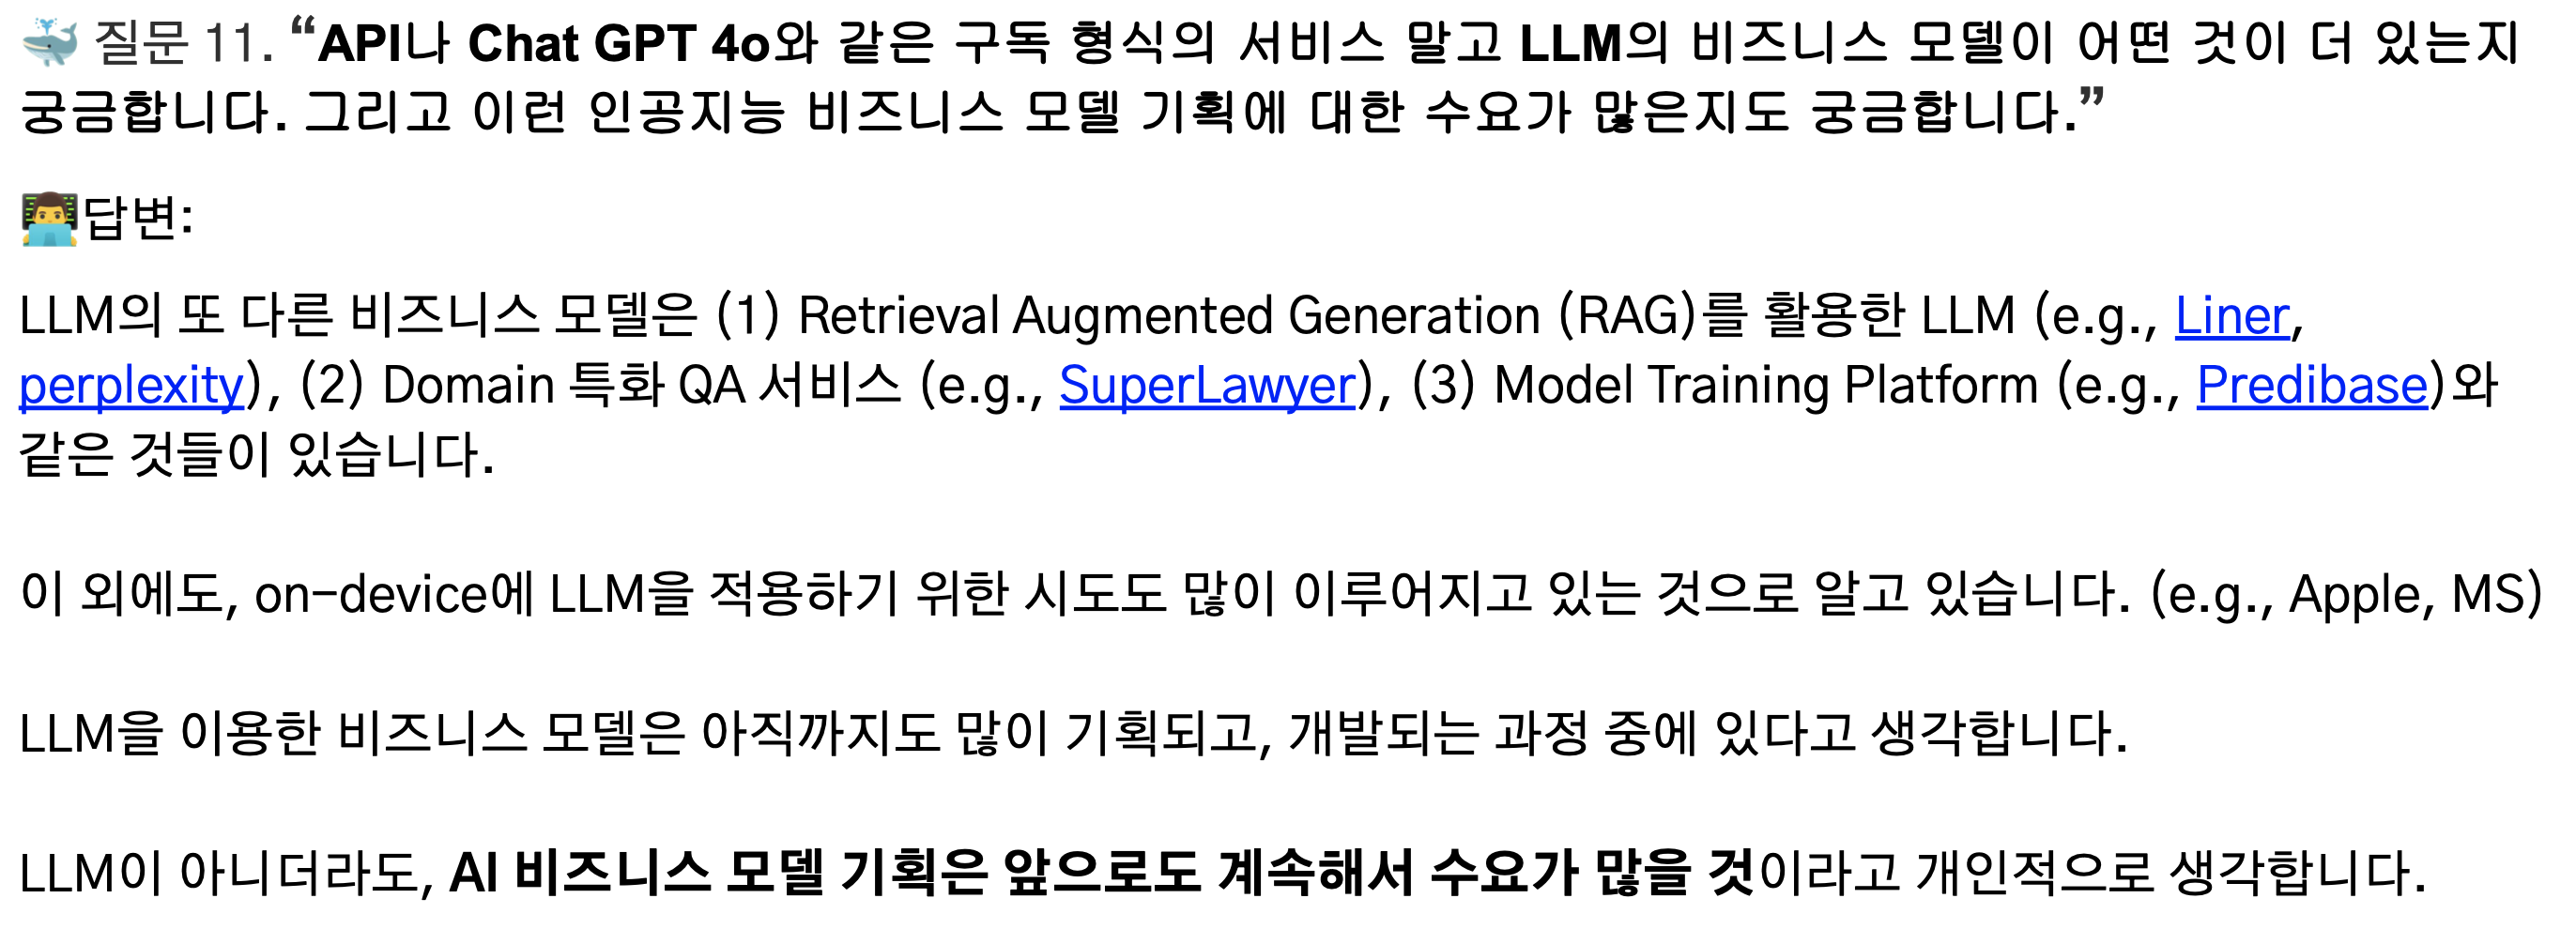 🐳 질문 11. “API나 Chat GPT 4o와 같은 구독 형식의 서비스 말고 LLM의 비즈니스 모델이 어떤 것이 더 있는지
궁금합니다. 그리고 이런 인공지능 비즈니스 모델 기획에 대한 수요가 많은지도 궁금합니다.”
👨‍💻답변:
LLM의 또 다른 비즈니스 모델은 (1) Retrieval Augmented Generation (RAG)를 활용한 LLM (e.g., Liner,
perplexity), (2) Domain 특화 QA 서비스 (e.g., SuperLawyer), (3) Model Training Platform (e.g., Predibase)와
같은 것들이 있습니다.
이 외에도, on-device에 LLM을 적용하기 위한 시도도 많이 이루어지고 있는 것으로 알고 있습니다. (e.g., Apple, MS)
LLM을 이용한 비즈니스 모델은 아직까지도 많이 기획되고, 개발되는 과정 중에 있다고 생각합니다.
LLM이 아니더라도, AI 비즈니스 모델 기획은 앞으로도 계속해서 수요가 많을 것이라고 개인적으로 생각합니다.